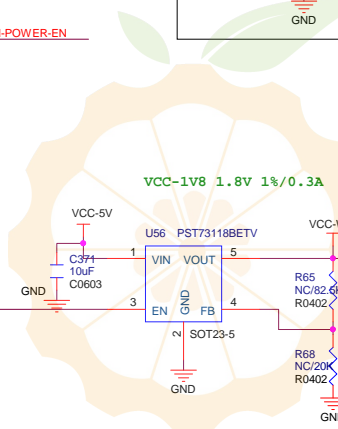 GND
-POWER-EN
VCC-1V8 1.8V 1%/0.3A
VCC-5V
U56 PST73118BETV
C371
10uF
C0603
GND
1 VIN VOUT 5
3 EN GND FB 4
2
SOT23-5
GND
R65
R0402
R68
NC/20K
R0402